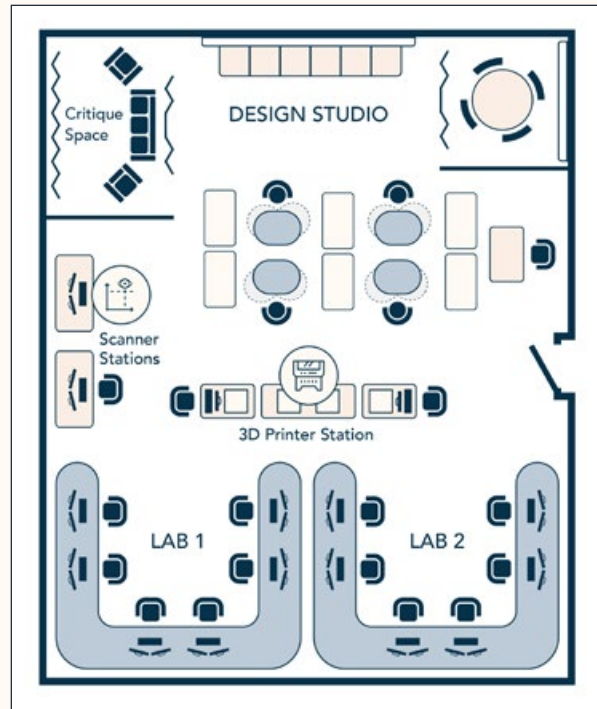 Critique
Space
DESIGN STUDIO
Scanner
Stations
3D Printer Station
LAB 1
LAB 2